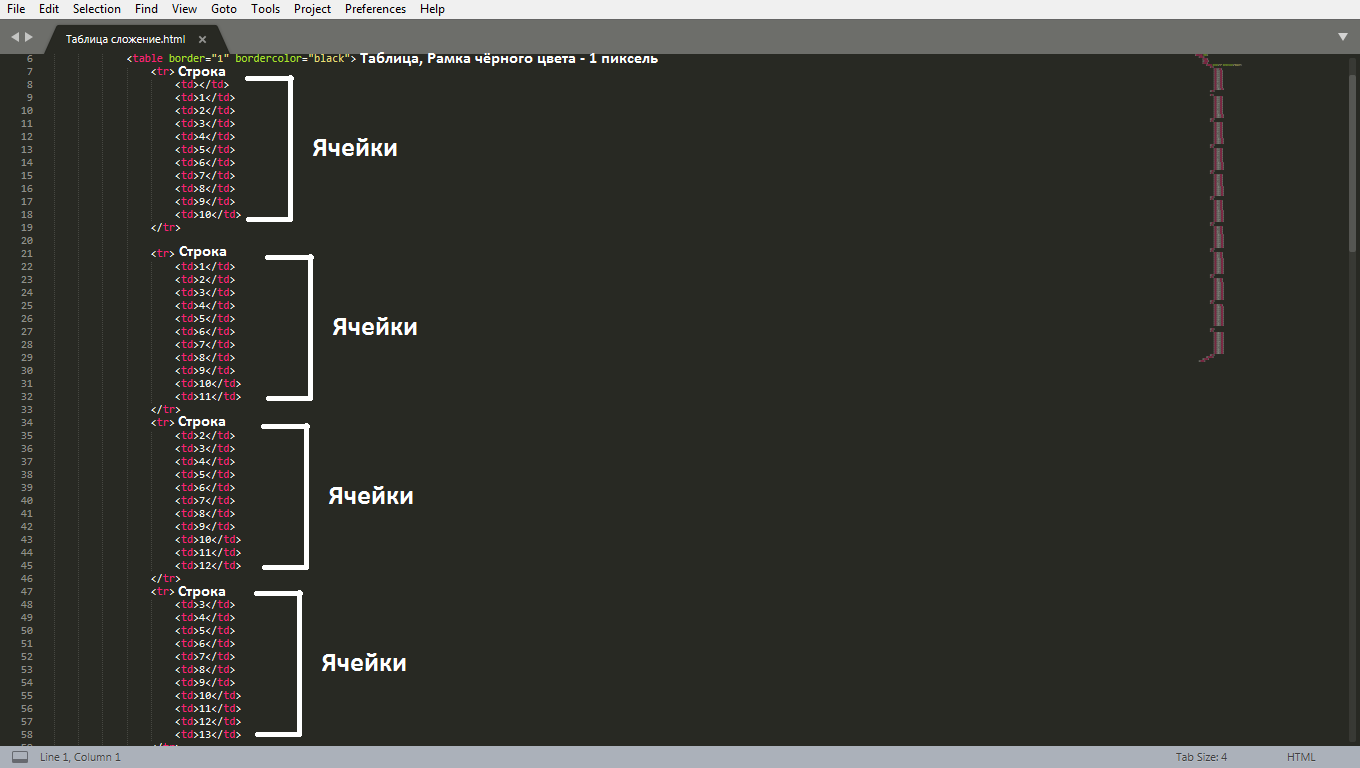 File Edit Selection Find View Goto Tools Project Preferences Help
Таблица сложение.html ×
6 <table border="1" bordercolor="black"> Таблица, Рамка чёрного цвета - 1 пиксель
7 <tr> Строка
8 <td></td>
9 <td>1</td>
10 <td>2</td>
11 <td>3</td>
12 <td>4</td>
13 <td>5</td>
Ячейки
14 <td>6</td>
15 <td>7</td>
16 <td>8</td>
17 <td>9</td>
18 <td>10</td>
19 </tr>
20
21 <tr> Строка
22 <td>1</td>
23 <td>2</td>
24 <td>3</td>
25 <td>4</td>
26 <td>5</td>
27 <td>6</td>
Ячейки
28 <td>7</td>
29 <td>8</td>
30 <td>9</td>
31 <td>10</td>
32 <td>11</td>
33 </tr>
34 <tr> Строка
35 <td>2</td>
36 <td>3</td>
37 <td>4</td>
38 <td>5</td>
39 <td>6</td>
40 <td>7</td>
Ячейки
41 <td>8</td>
42 <td>9</td>
43 <td>10</td>
44 <td>11</td>
45 <td>12</td>
46 </tr>
47 <tr> Строка
48 <td>3</td>
49 <td>4</td>
50 <td>5</td>
51 <td>6</td>
52 <td>7</td>
53 <td>8</td>
Ячейки
54 <td>9</td>
55 <td>10</td>
56 <td>11</td>
57 <td>12</td>
58 <td>13</td>
59 </tr>
Line 1, Column 1 Tab Size: 4 HTML